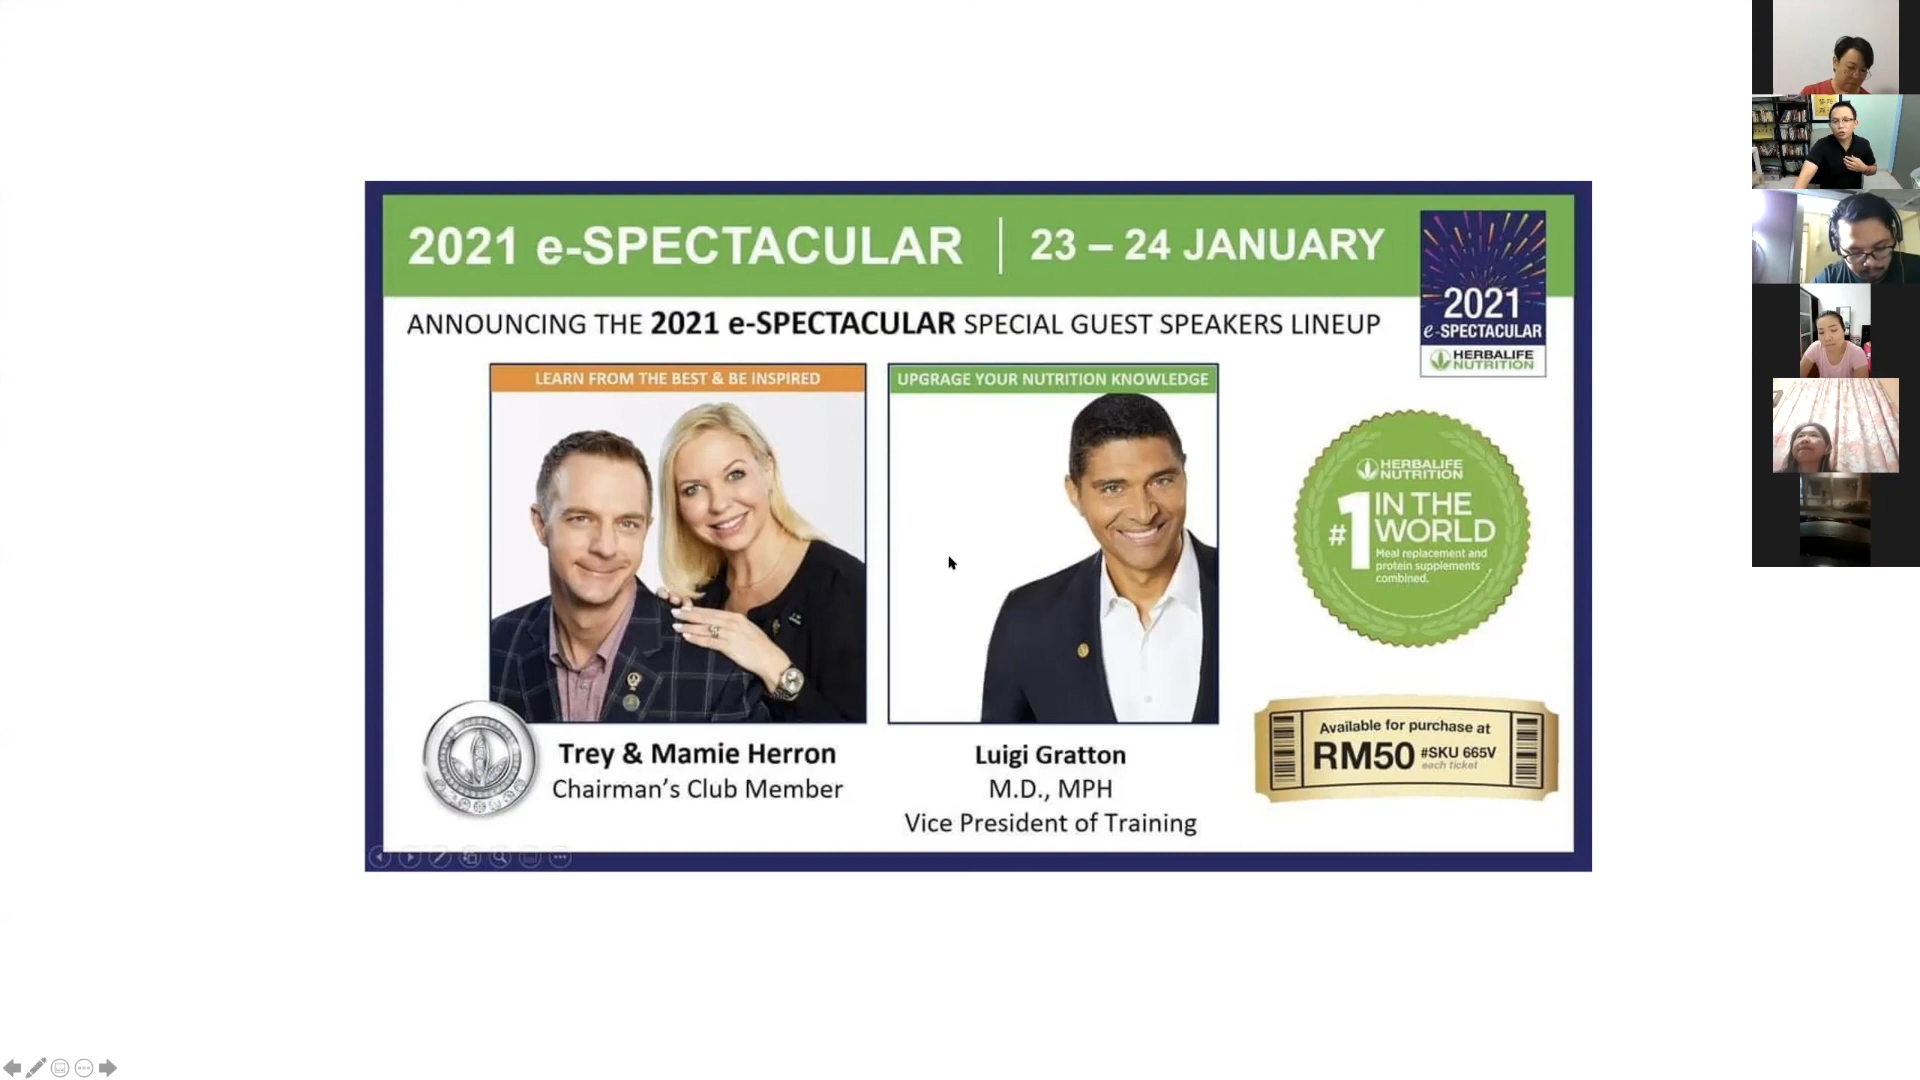 2021 e-SPECTACULAR | 23 – 24 JANUARY
ANNOUNCING THE 2021 e-SPECTACULAR SPECIAL GUEST SPEAKERS LINEUP
2021
e-SPECTACULAR
HERBALIFE
NUTRITION
LEARN FROM THE BEST & BE INSPIRED
UPGRAGE YOUR NUTRITION KNOWLEDGE
HERBALIFE
NUTRITION
#1 IN THE
WORLD
Meal replacement and
protein supplements
combined.
Trey & Mamie Herron
Chairman's Club Member
Luigi Gratton
M.D., MPH
Vice President of Training
Available for purchase at
RM50 #SKU 665V
each ticket